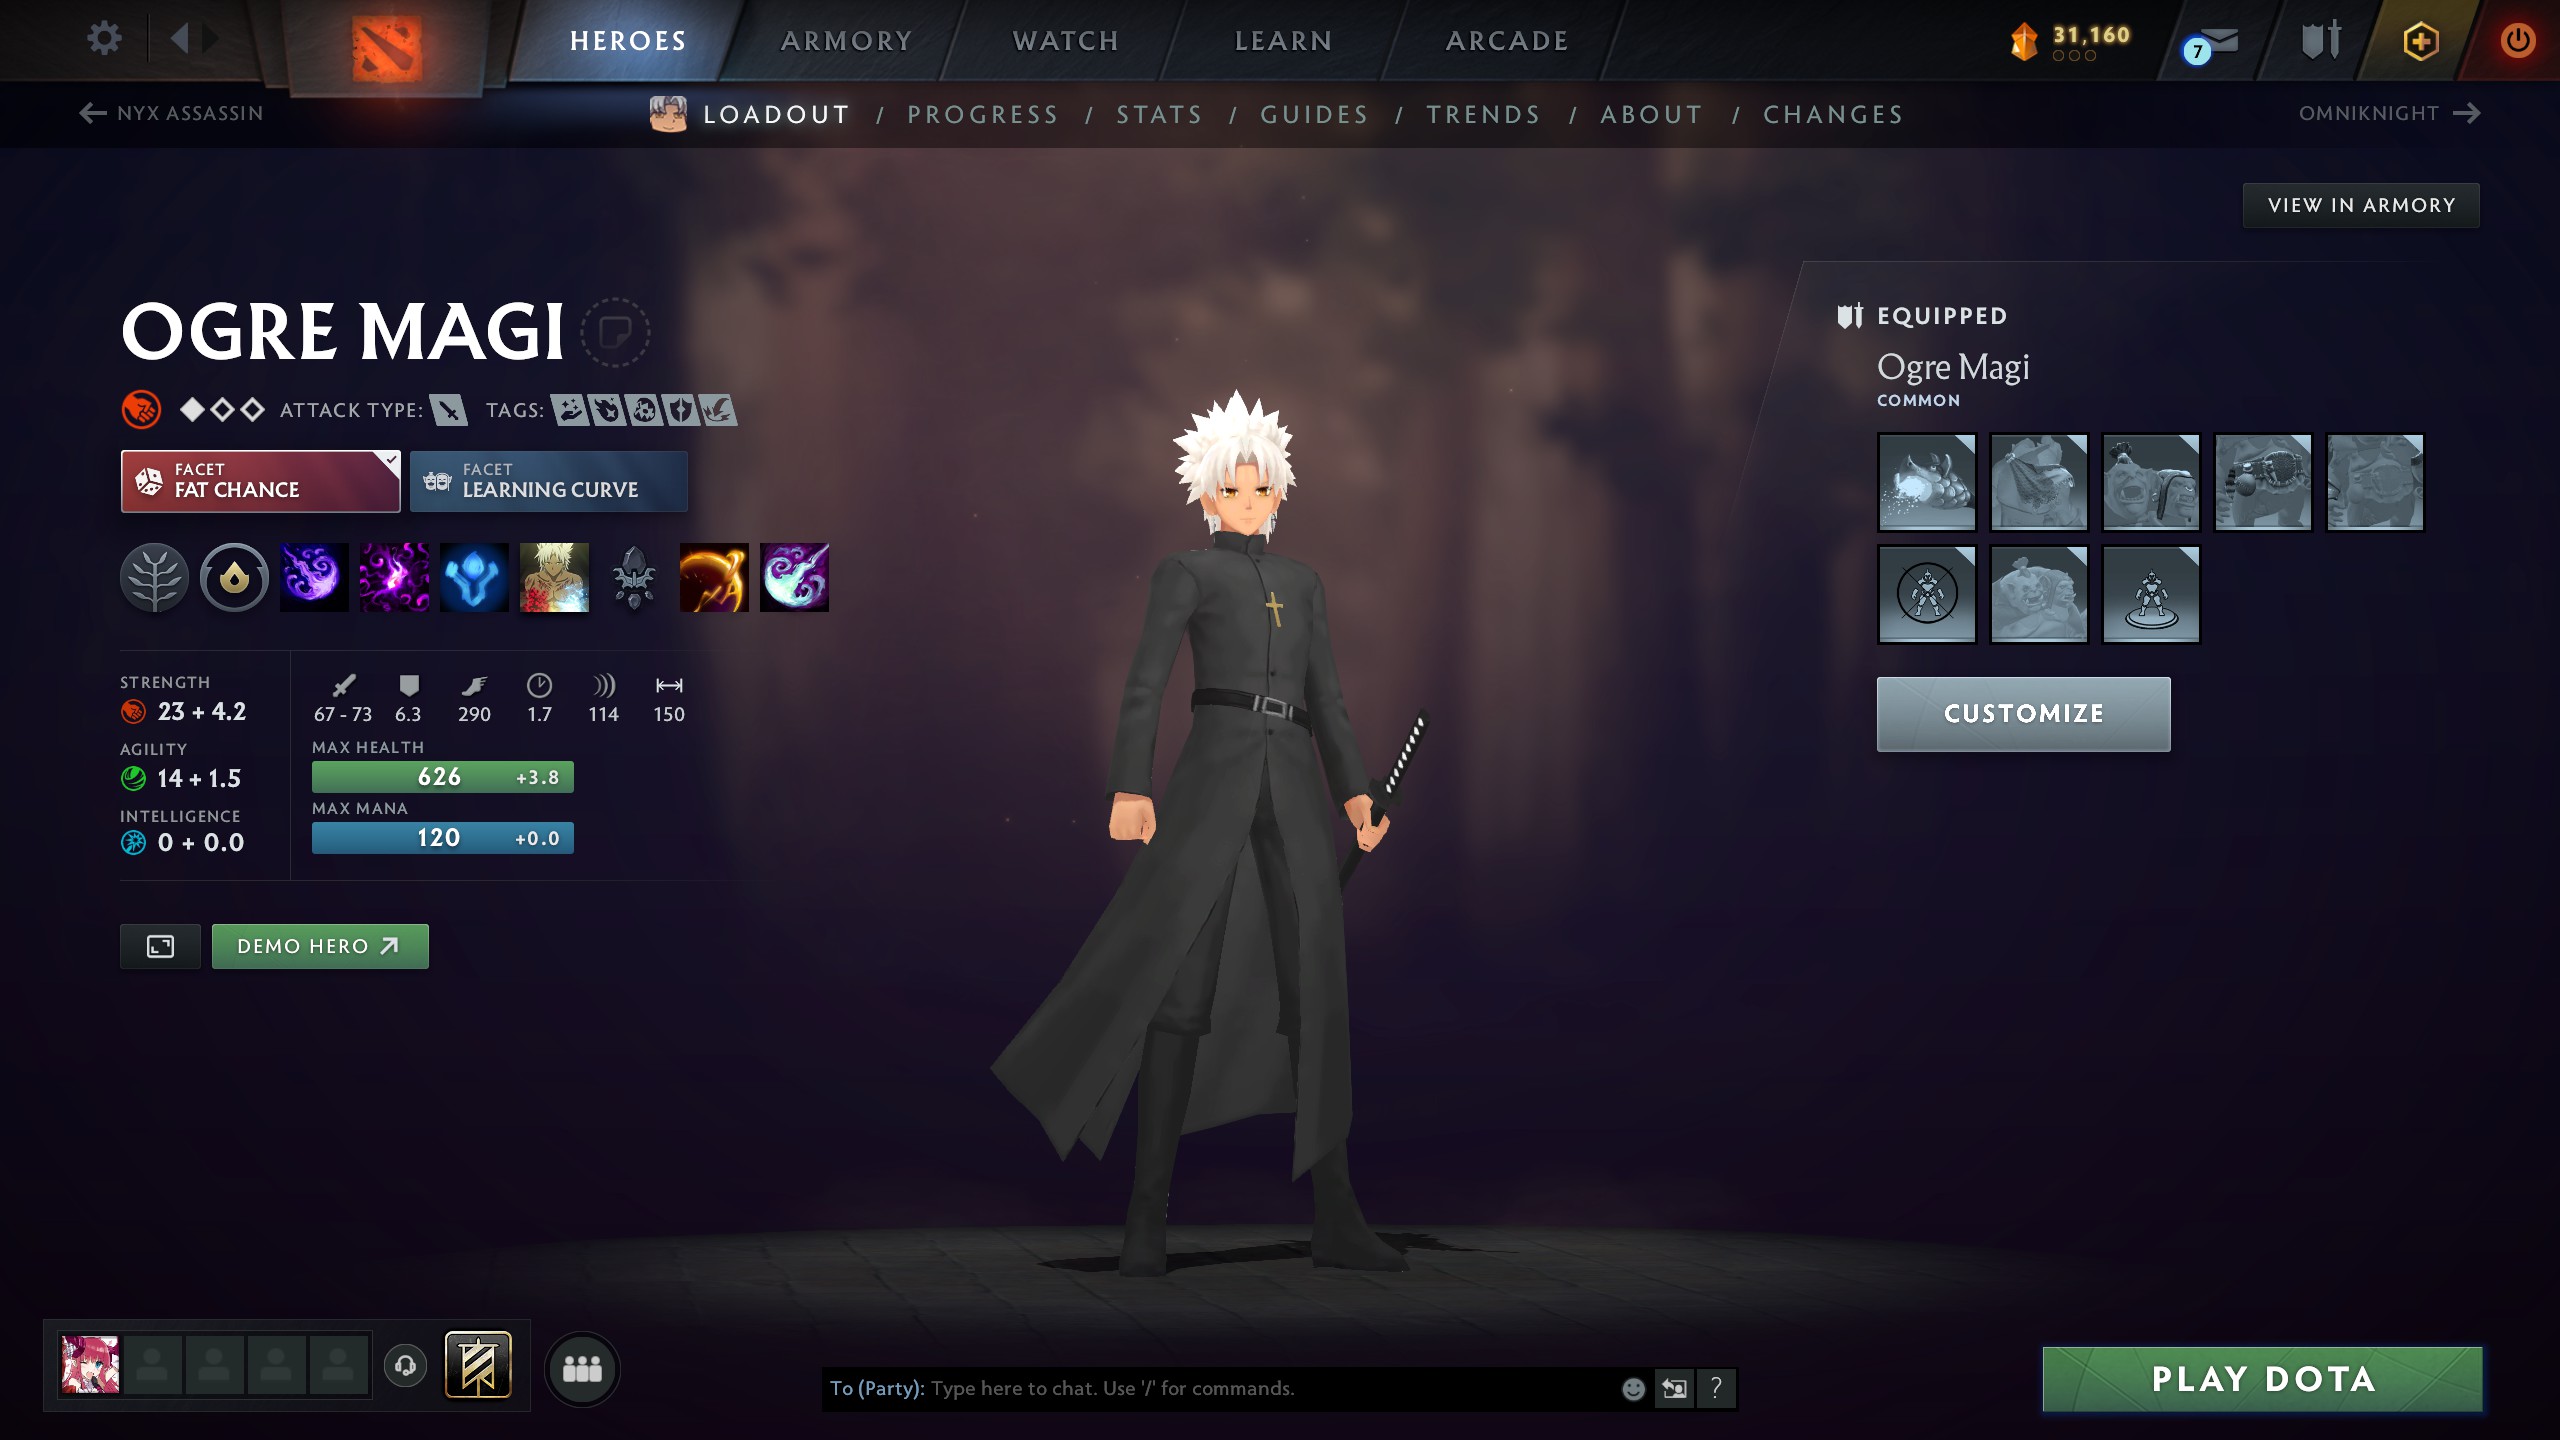 HEROES
ARMORY
WATCH
LEARN
ARCADE
31,160
7
NYX ASSASSIN
LOADOUT / PROGRESS / STATS / GUIDES / TRENDS / ABOUT / CHANGES
OMNIKNIGHT
VIEW IN ARMORY
OGRE MAGI
ATTACK TYPE:
TAGS:
FACET
FAT CHANCE
FACET
LEARNING CURVE
STRENGTH
23 + 4.2
AGILITY
14 + 1.5
INTELLIGENCE
0 + 0.0
67 - 73
6.3
290
1.7
114
150
MAX HEALTH
626 +3.8
MAX MANA
120 +0.0
DEMO HERO
EQUIPPED
Ogre Magi
COMMON
CUSTOMIZE
To (Party): Type here to chat. Use '/' for commands.
?
PLAY DOTA